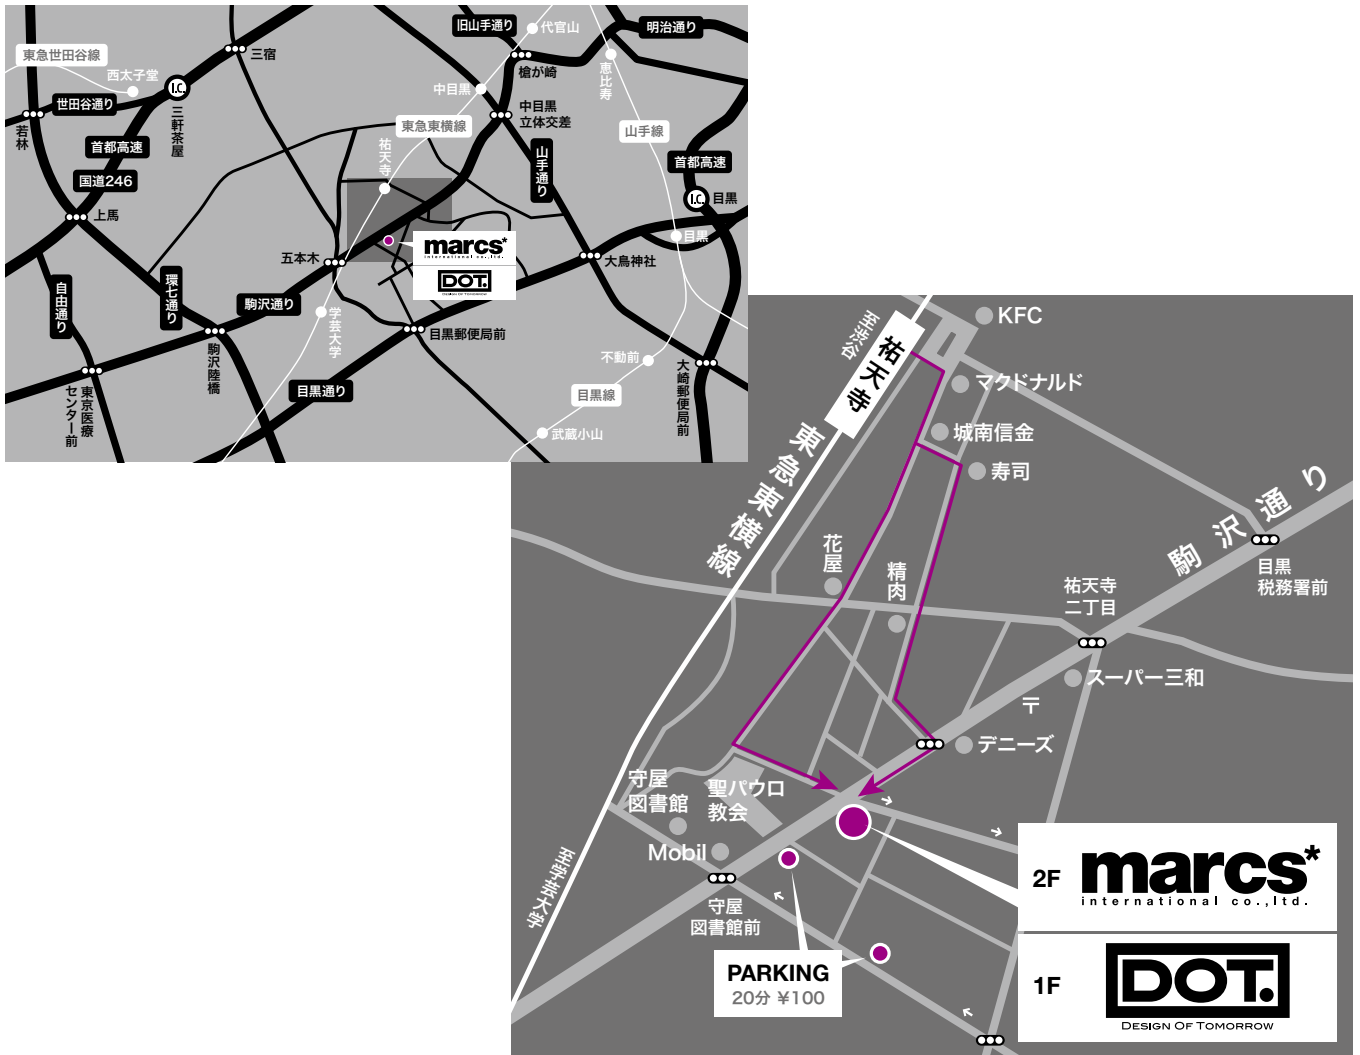 旧山手通り
代官山
明治通り
東急世田谷線
三宿
西太子堂
槍が崎
恵比寿
I.C.
世田谷通り
中目黒
中目黒
立体交差
若林
三軒茶屋
東急東横線
山手線
首都高速
祐天寺
山手通り
首都高速
国道246
I.C.
目黒
上馬
目黒
marcs*
international co.,ltd.
五本木
大鳥神社
DOT.
DESIGN OF TOMORROW
自由通り
環七通り
駒沢通り
学芸大学
目黒郵便局前
駒沢陸橋
不動前
大崎郵便局前
東京医療
センター前
目黒通り
目黒線
武蔵小山
至渋谷
祐天寺
KFC
マクドナルド
城南信金
東急東横線
寿司
駒沢通り
花屋
精肉
目黒
税務署前
祐天寺
二丁目
スーパー三和
〒
デニーズ
守屋
図書館
聖パウロ
教会
Mobil
至学芸大学
守屋
図書館前
2F
marcs*
international co.,ltd.
PARKING
20分 ¥100
1F
DOT.
DESIGN OF TOMORROW